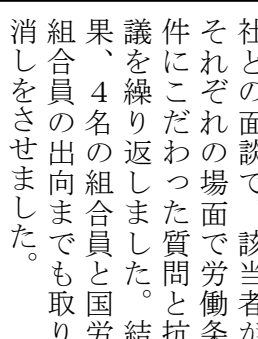 社との面談で、該当者が
それぞれの場面で労働条
件にこだわった質問と抗
議を繰り返しました。結
果、4名の組合員と国労
組合員の出向までも取り
消しをさせました。